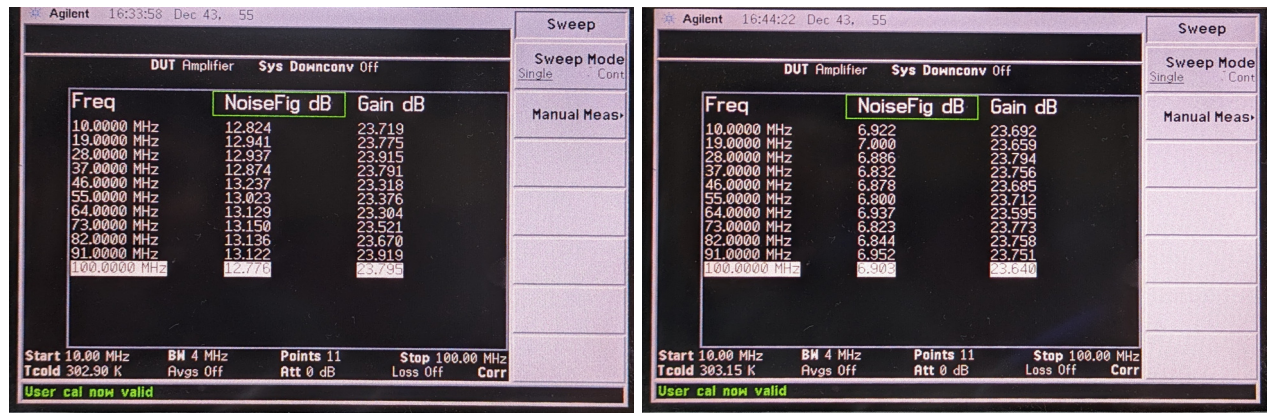 Agilent 16:33:58 Dec 43, 55
Sweep
DUT Amplifier Sys Downconv Off
Sweep Mode
Single Cont
Manual Meas
Freq NoiseFig dB Gain dB
10.0000 MHz 12.824 23.719
19.0000 MHz 12.941 23.775
28.0000 MHz 12.937 23.915
37.0000 MHz 12.874 23.791
46.0000 MHz 13.237 23.318
55.0000 MHz 13.023 23.376
64.0000 MHz 13.129 23.304
73.0000 MHz 13.150 23.521
82.0000 MHz 13.136 23.670
91.0000 MHz 13.122 23.919
100.0000 MHz 12.776 23.795
Start 10.00 MHz BW 4 MHz Points 11 Stop 100.00 MHz
Tcold 302.90 K Avgs Off Att 0 dB Loss Off Corr
User cal now valid
Agilent 16:44:22 Dec 43, 55
Sweep
DUT Amplifier Sys Downconv Off
Sweep Mode
Single Cont
Manual Meas
Freq NoiseFig dB Gain dB
10.0000 MHz 6.922 23.692
19.0000 MHz 7.000 23.659
28.0000 MHz 6.886 23.794
37.0000 MHz 6.832 23.756
46.0000 MHz 6.878 23.685
55.0000 MHz 6.800 23.712
64.0000 MHz 6.937 23.595
73.0000 MHz 6.823 23.773
82.0000 MHz 6.844 23.758
91.0000 MHz 6.952 23.751
100.0000 MHz 6.903 23.640
Start 10.00 MHz BW 4 MHz Points 11 Stop 100.00 MHz
Tcold 303.15 K Avgs Off Att 0 dB Loss Off Corr
User cal now valid